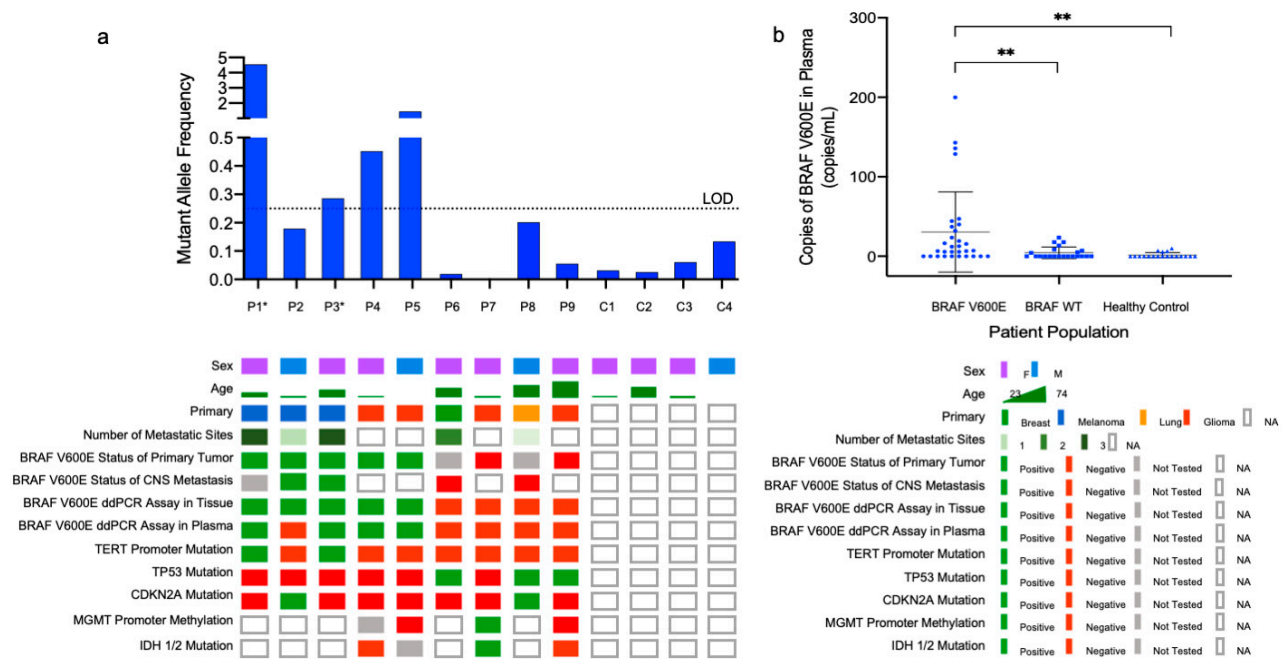 a
Mutant Allele Frequency
5
4
3
2
0.5
0.4
0.3
0.2
0.1
0.0
LOD
P1* P2 P3* P4 P5 P6 P7 P8 P9 C1 C2 C3 C4
Sex
Age
Primary
Number of Metastatic Sites
BRAF V600E Status of Primary Tumor
BRAF V600E Status of CNS Metastasis
BRAF V600E ddPCR Assay in Tissue
BRAF V600E ddPCR Assay in Plasma
TERT Promoter Mutation
TP53 Mutation
CDKN2A Mutation
MGMT Promoter Methylation
IDH 1/2 Mutation
b
Copies of BRAF V600E in Plasma
(copies/mL)
300
200
100
0
**
**
BRAF V600E BRAF WT Healthy Control
Patient Population
Sex F M
Age 23 74
Primary Breast Melanoma Lung Glioma NA
Number of Metastatic Sites 1 2 3 NA
BRAF V600E Status of Primary Tumor Positive Negative Not Tested NA
BRAF V600E Status of CNS Metastasis Positive Negative Not Tested NA
BRAF V600E ddPCR Assay in Tissue Positive Negative Not Tested NA
BRAF V600E ddPCR Assay in Plasma Positive Negative Not Tested NA
TERT Promoter Mutation Positive Negative Not Tested NA
TP53 Mutation Positive Negative Not Tested NA
CDKN2A Mutation Positive Negative Not Tested NA
MGMT Promoter Methylation Positive Negative Not Tested NA
IDH 1/2 Mutation Positive Negative Not Tested NA